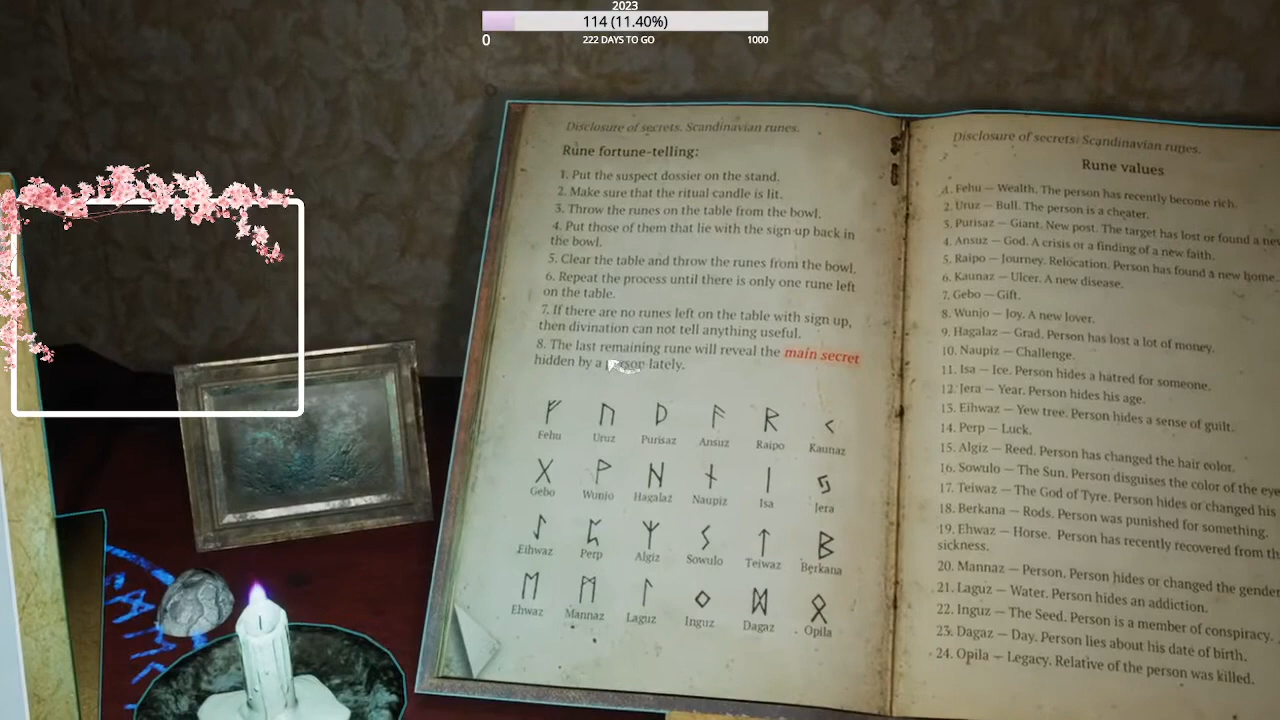 2023
114 (11.40%)
0
222 DAYS TO GO
1000
Disclosure of secrets. Scandinavian runes.
Rune fortune-telling:
1. Put the suspect dossier on the stand.
2. Make sure that the ritual candle is lit.
3. Throw the runes on the table from the bowl.
4. Put those of them that lie with the sign up back in
the bowl.
5. Clear the table and throw the runes from the bowl.
6. Repeat the process until there is only one rune left
on the table.
7. If there are no runes left on the table with sign up,
then divination can not tell anything useful.
8. The last remaining rune will reveal the main secret
hidden by a person lately.
Fehu Uruz Purisaz Ansuz Raipo Kaunaz
Gebo Wunjo Hagalaz Naupiz Isa Jera
Eihwaz Perp Algiz Sowulo Teiwaz Berkana
Ehwaz Mannaz Laguz Inguz Dagaz Opila
Disclosure of secrets. Scandinavian runes.
Rune values
1. Fehu — Wealth. The person has recently become rich.
2. Uruz — Bull. The person is a cheater.
3. Purisaz — Giant. New post. The target has lost or found a
4. Ansuz — God. A crisis or a finding of a new faith.
5. Raipo — Journey. Relocation. Person has found a new home.
6. Kaunaz — Ulcer. A new disease.
7. Gebo — Gift.
8. Wunjo — Joy. A new lover.
9. Hagalaz — Grad. Person has lost a lot of money.
10. Naupiz — Challenge.
11. Isa — Ice. Person hides a hatred for someone.
12. Jera — Year. Person hides his age.
13. Eihwaz — Yew tree. Person hides a sense of guilt.
14. Perp — Luck.
15. Algiz — Reed. Person has changed the hair color.
16. Sowulo — The Sun. Person disguises the color of the
17. Teiwaz — The God of Tyre. Person hides or changed his
18. Berkana — Rods. Person was punished for something.
19. Ehwaz — Horse. Person has recently recovered from
sickness.
20. Mannaz — Person. Person hides or changed the gender
21. Laguz — Water. Person hides an addiction.
22. Inguz — The Seed. Person is a member of conspiracy.
23. Dagaz — Day. Person lies about his date of birth.
24. Opila — Legacy. Relative of the person was killed.